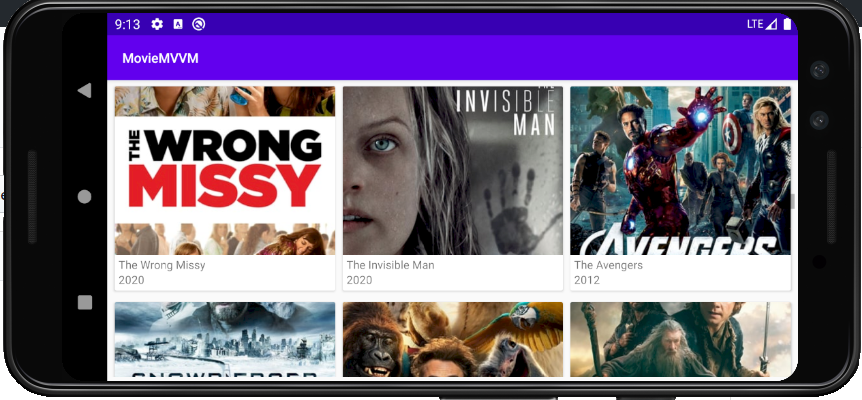 9:13
LTE
MovieMVVM
THE WRONG
MISSY
INVISIBLE
MAN
AVENGERS
The Wrong Missy
2020
The Invisible Man
2020
The Avengers
2012